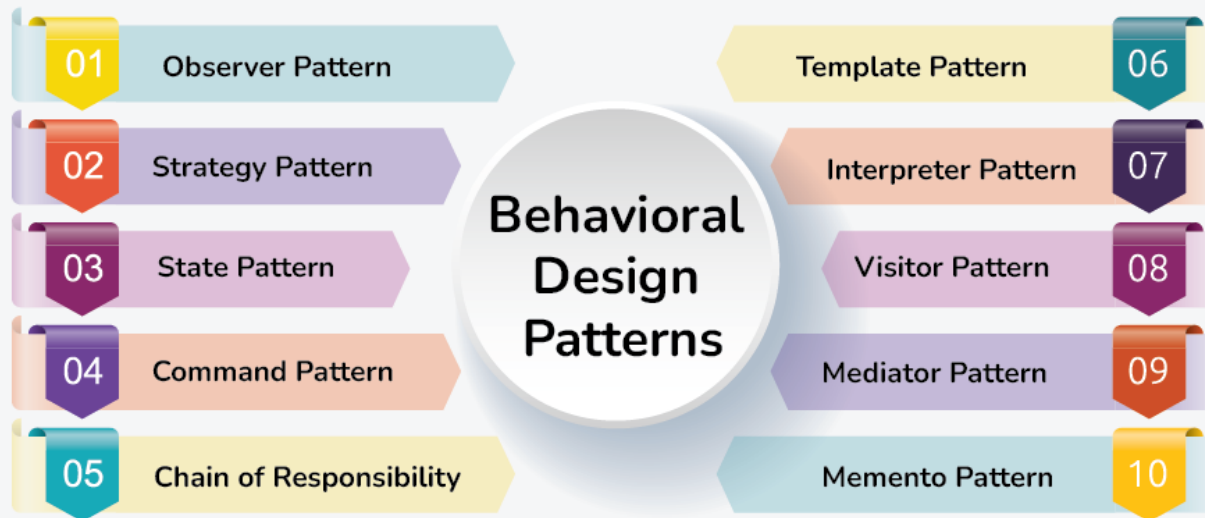 01
Observer Pattern
02
Strategy Pattern
03
State Pattern
04
Command Pattern
05
Chain of Responsibility
Behavioral
Design
Patterns
Template Pattern
06
Interpreter Pattern
07
Visitor Pattern
08
Mediator Pattern
09
Memento Pattern
10